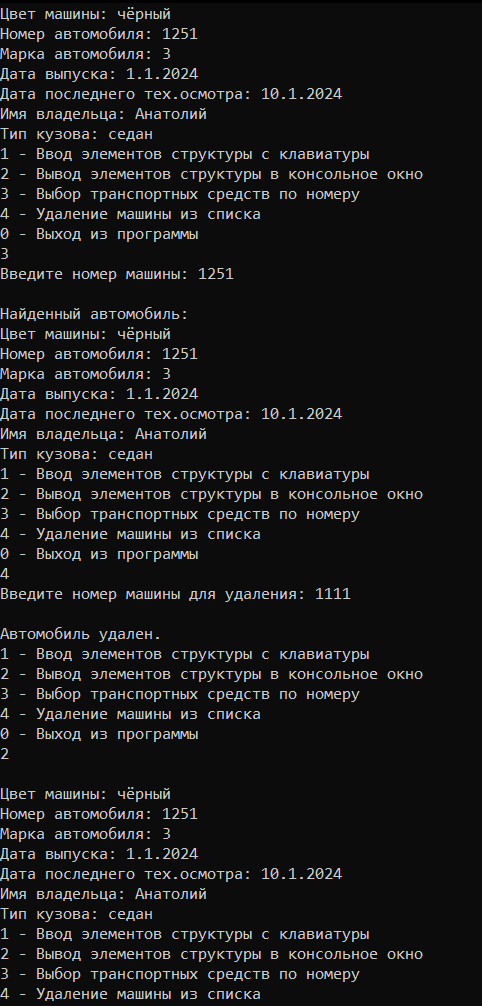 Цвет машины: чёрный
Номер автомобиля: 1251
Марка автомобиля: 3
Дата выпуска: 1.1.2024
Дата последнего тех.осмотра: 10.1.2024
Имя владельца: Анатолий
Тип кузова: седан
1 - Ввод элементов структуры с клавиатуры
2 - Вывод элементов структуры в консольное окно
3 - Выбор транспортных средств по номеру
4 - Удаление машины из списка
0 - Выход из программы
3
Введите номер машины: 1251
Найденный автомобиль:
Цвет машины: чёрный
Номер автомобиля: 1251
Марка автомобиля: 3
Дата выпуска: 1.1.2024
Дата последнего тех.осмотра: 10.1.2024
Имя владельца: Анатолий
Тип кузова: седан
1 - Ввод элементов структуры с клавиатуры
2 - Вывод элементов структуры в консольное окно
3 - Выбор транспортных средств по номеру
4 - Удаление машины из списка
0 - Выход из программы
4
Введите номер машины для удаления: 1111
Автомобиль удален.
1 - Ввод элементов структуры с клавиатуры
2 - Вывод элементов структуры в консольное окно
3 - Выбор транспортных средств по номеру
4 - Удаление машины из списка
0 - Выход из программы
2
Цвет машины: чёрный
Номер автомобиля: 1251
Марка автомобиля: 3
Дата выпуска: 1.1.2024
Дата последнего тех.осмотра: 10.1.2024
Имя владельца: Анатолий
Тип кузова: седан
1 - Ввод элементов структуры с клавиатуры
2 - Вывод элементов структуры в консольное окно
3 - Выбор транспортных средств по номеру
4 - Удаление машины из списка